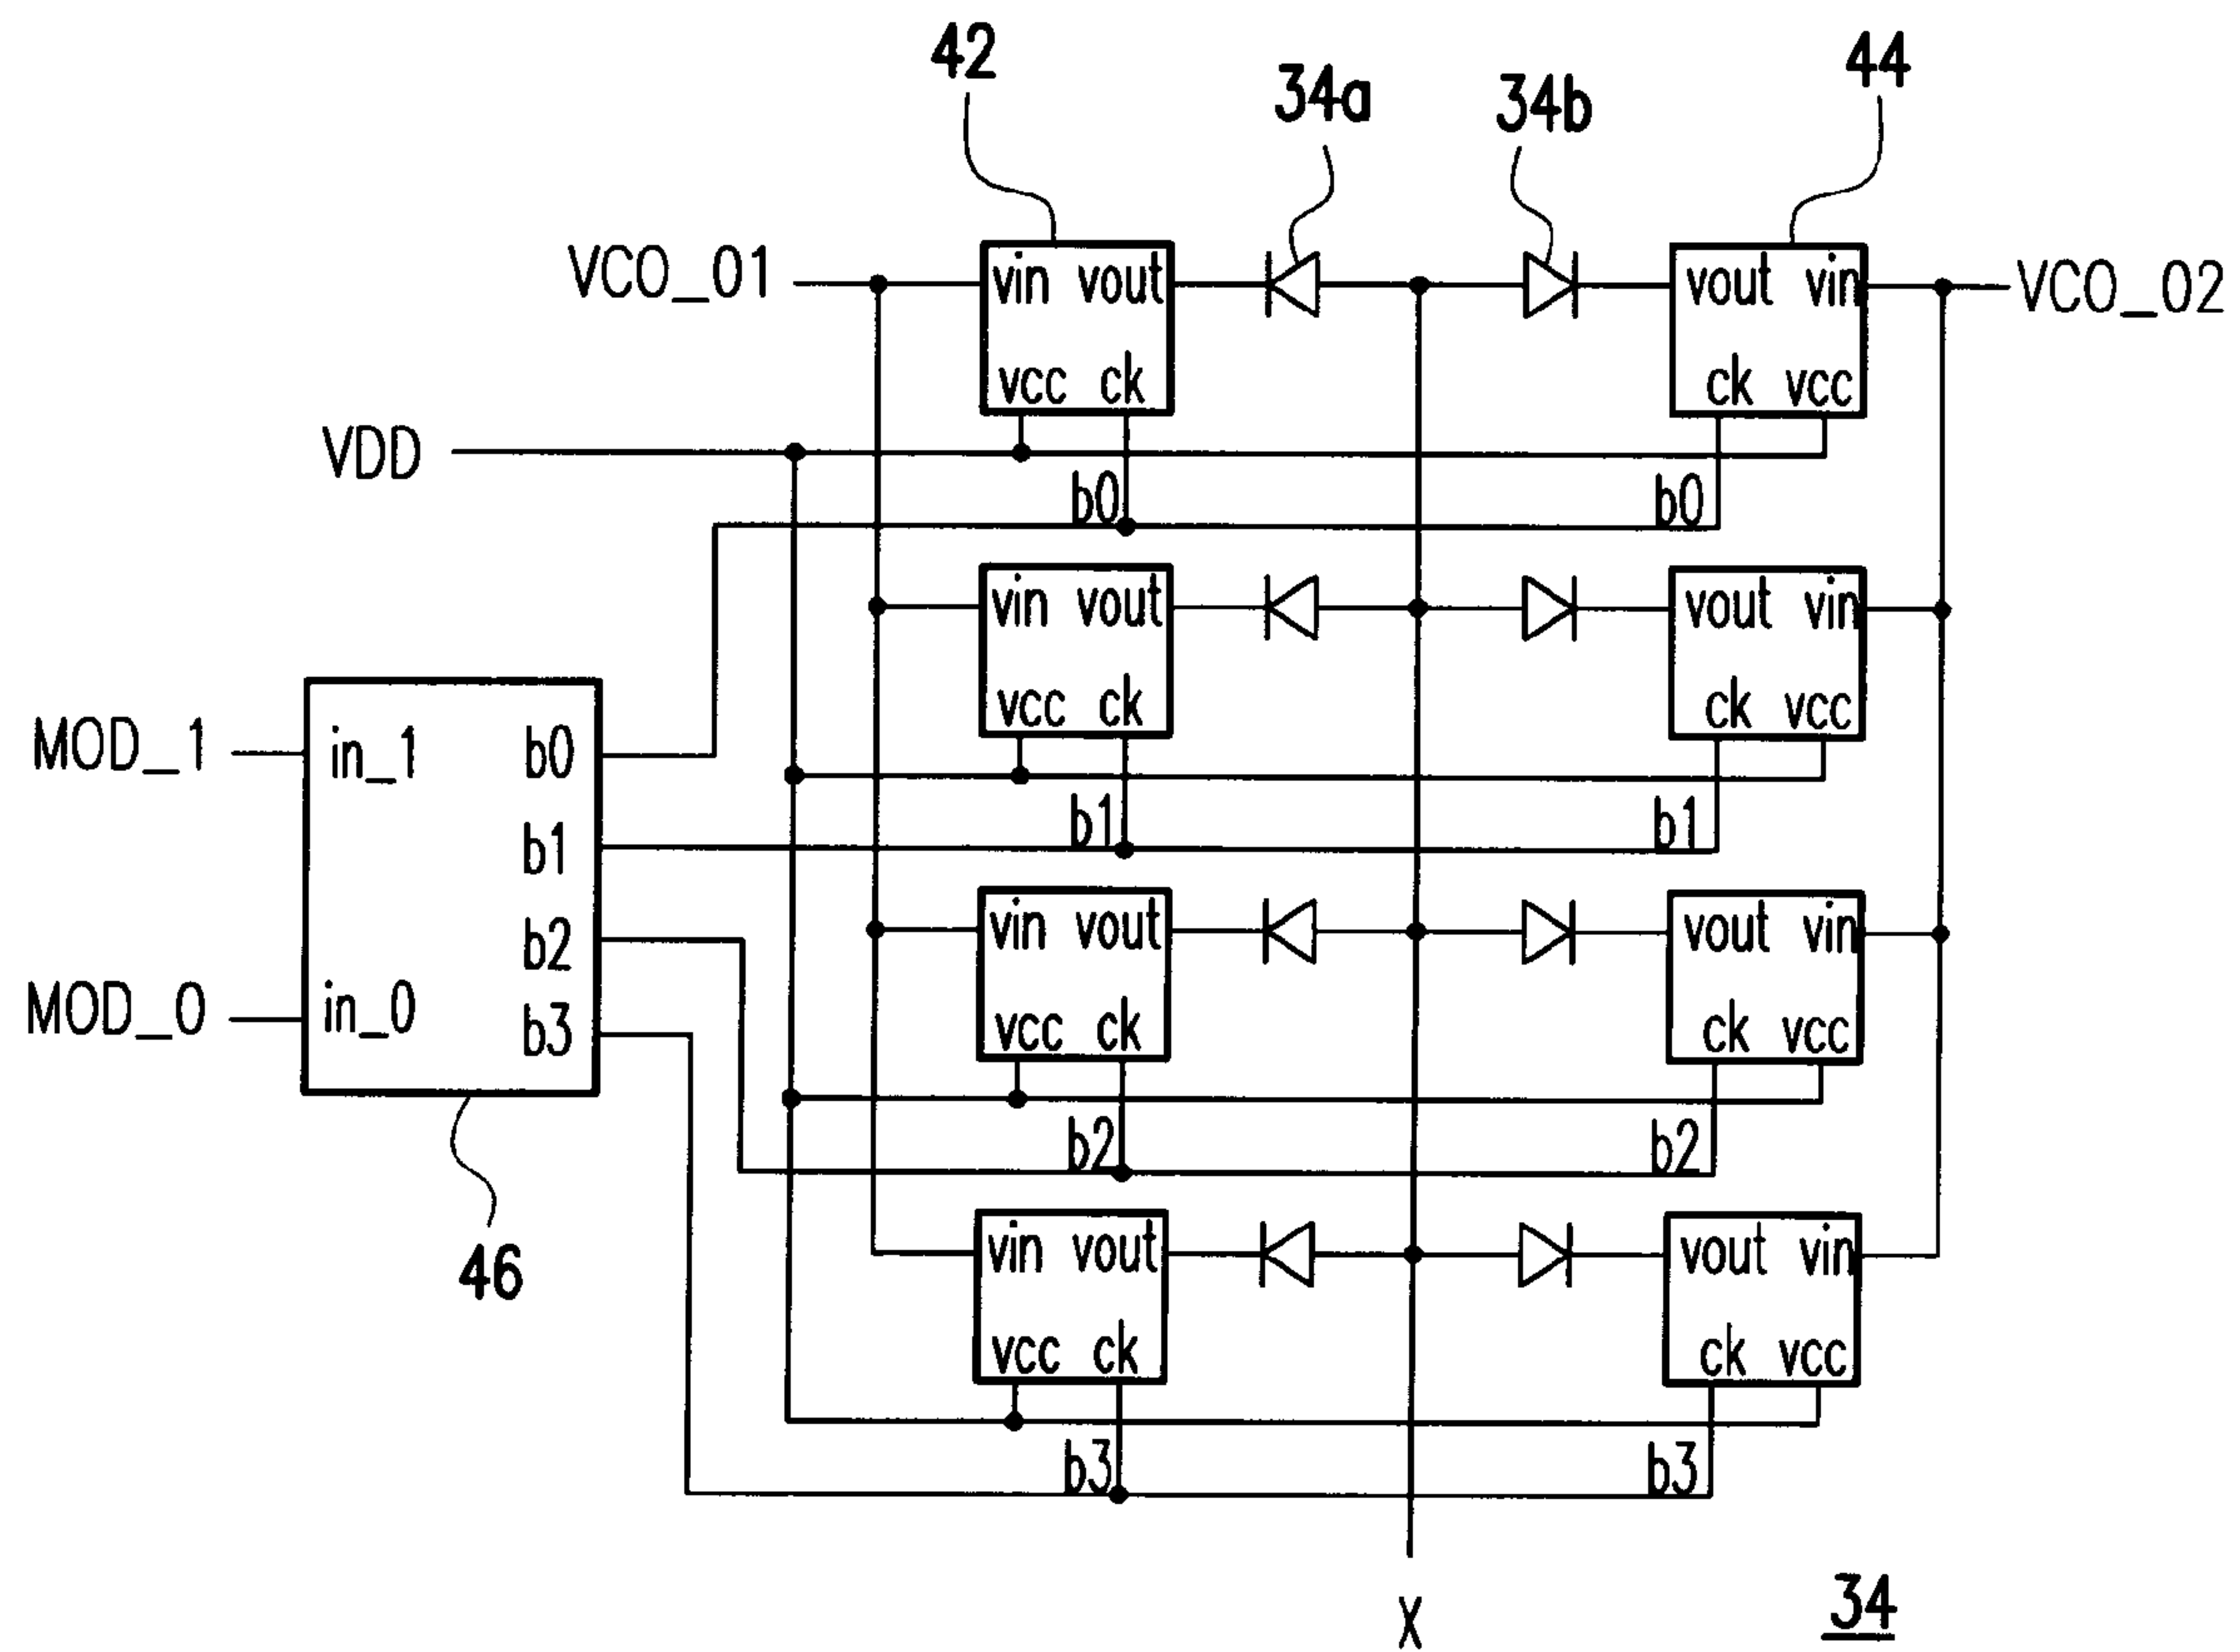 42
34a
34b
44
VCO_01
vin vout
vcc ck
vout vin
ck vcc
VCO_02
VDD
b0
b0
vin vout
vcc ck
vout vin
ck vcc
MOD_1
in_1
b0
b1
b1
b1
vin vout
vcc ck
vout vin
ck vcc
b2
MOD_0
in_0
b3
b2
b2
46
vin vout
vcc ck
vout vin
ck vcc
b3
b3
X
34